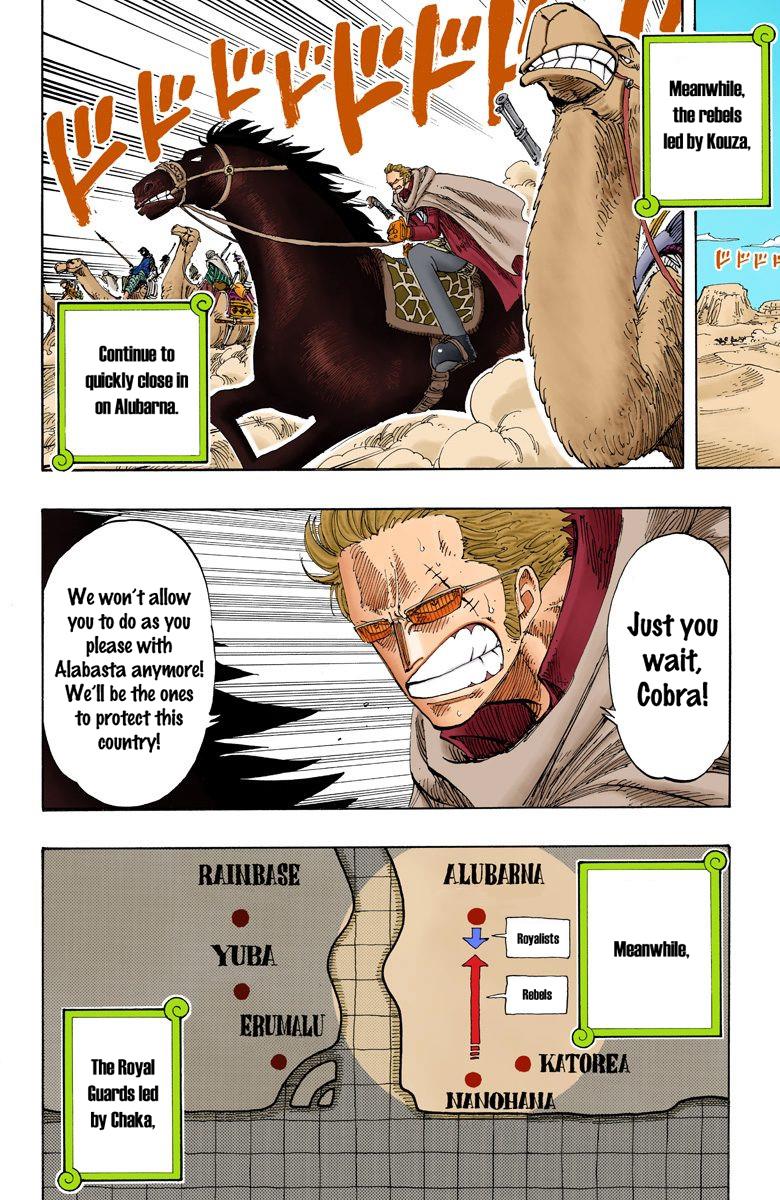 Meanwhile,
the rebels
led by Kouza,
ドドドドドドドド
ドドドド
Continue to
quickly close in
on Alubarna.
Just you
wait,
Cobra!
We won't allow
you to do as you
please with
Alabasta anymore!
We'll be the ones
to protect this
country!
RAINBASE
ALUBARNA
Meanwhile,
Royalists
YUBA
Rebels
ERUMALU
KATOREA
NANOHANA
The Royal
Guards led
by Chaka,